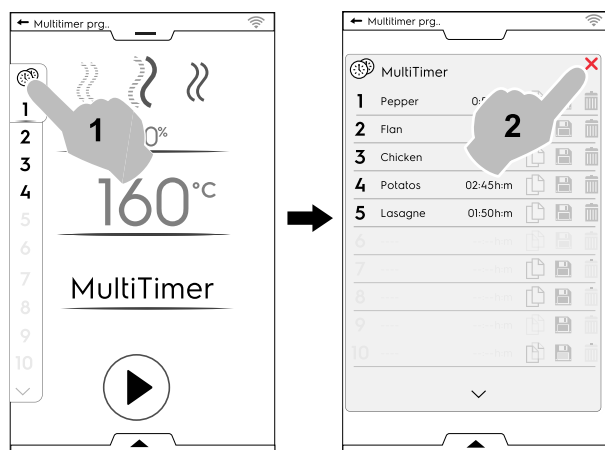 Multitimer prg..
1
2
3
4
5
6
7
8
9
10
1
0%
160°C
MultiTimer
Multitimer prg..
MultiTimer
2
1 Pepper 0:5
2 Flan
3 Chicken
4 Potatos 02:45h:m
5 Lasagne 01:50h:m
6 --:--h:m
7 --:--h:m
8 --:--h:m
9 --:--h:m
10 --:--h:m